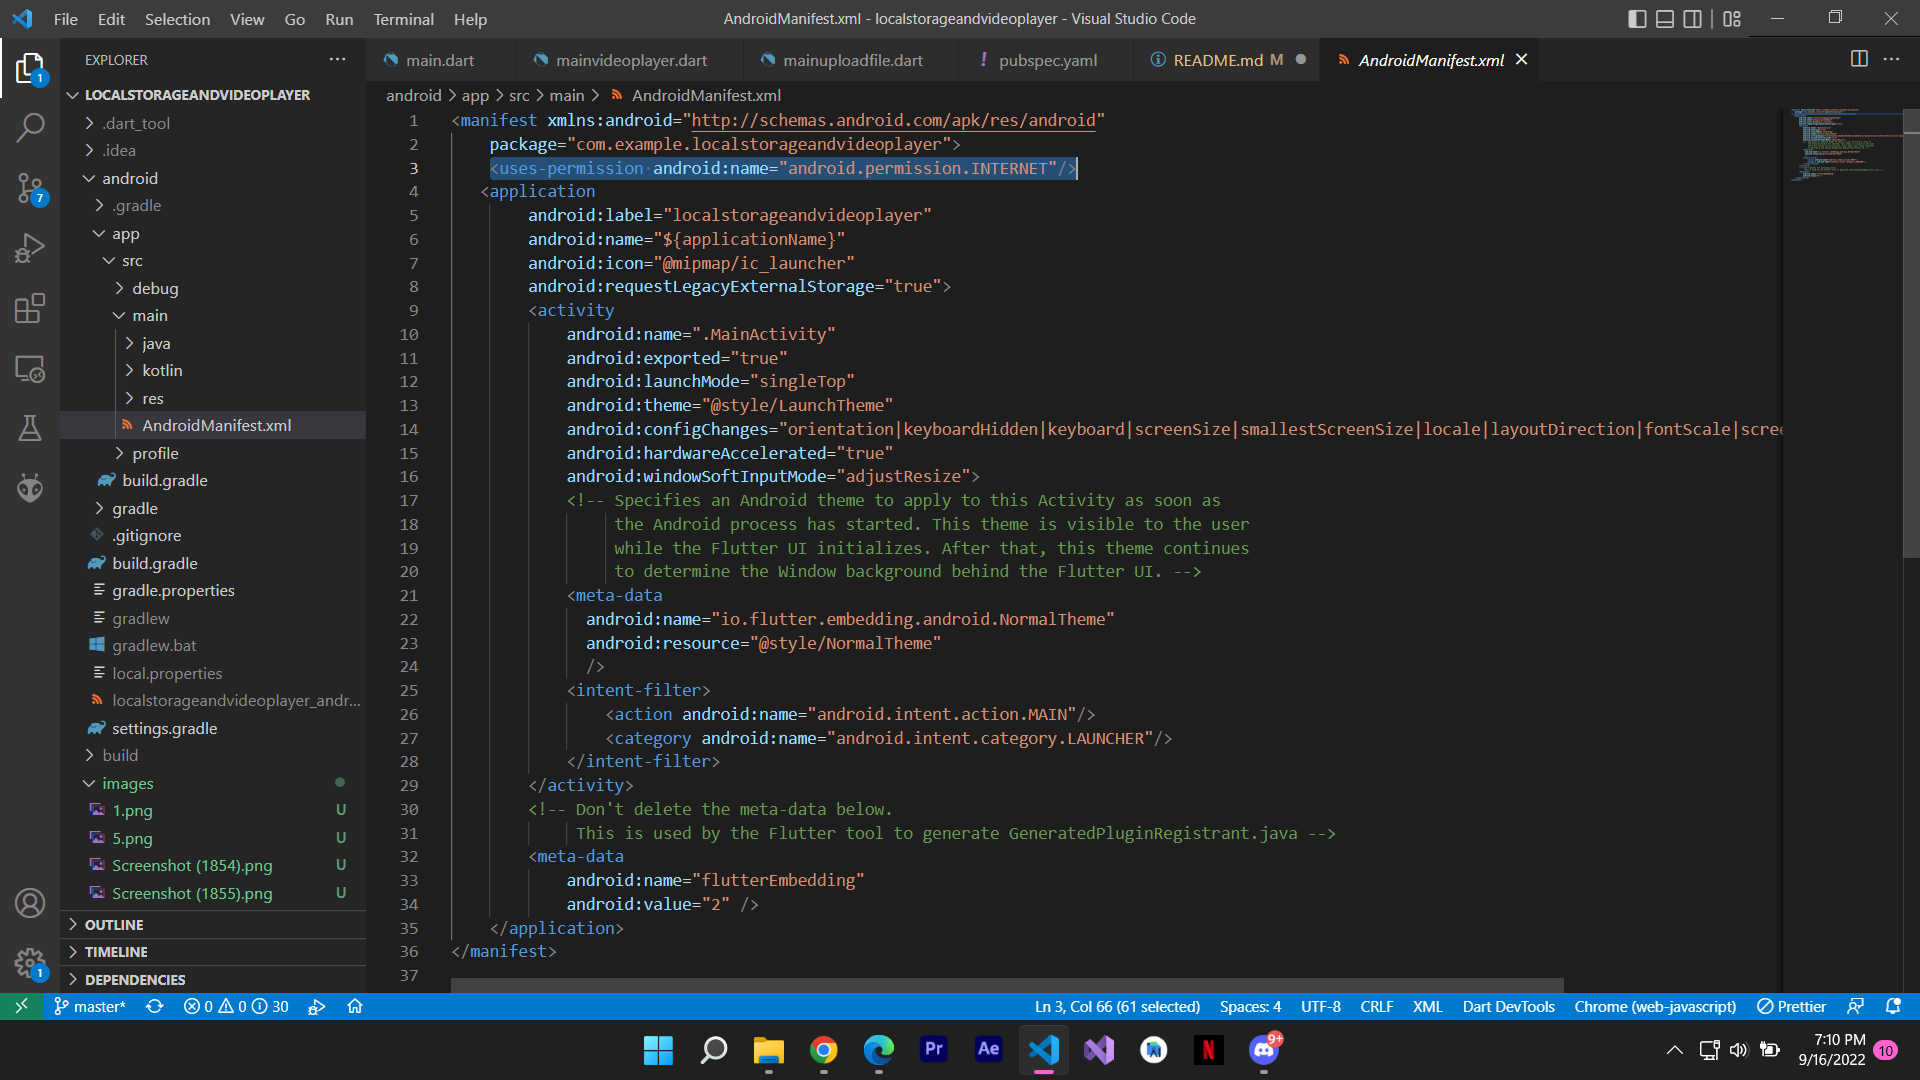 File Edit Selection View Go Run Terminal Help
AndroidManifest.xml - localstorageandvideoplayer - Visual Studio Code
EXPLORER
LOCALSTORAGEANDVIDEOPLAYER
.dart_tool
.idea
android
.gradle
app
src
debug
main
java
kotlin
res
AndroidManifest.xml
profile
build.gradle
gradle
.gitignore
build.gradle
gradle.properties
gradlew
gradlew.bat
local.properties
localstorageandvideoplayer_andr...
settings.gradle
build
images
1.png U
5.png U
Screenshot (1854).png U
Screenshot (1855).png U
OUTLINE
TIMELINE
DEPENDENCIES
1
7
1
main.dart mainvideoplayer.dart mainuploadfile.dart ! pubspec.yaml README.md M AndroidManifest.xml
android > app > src > main > AndroidManifest.xml
1 <manifest xmlns:android="http://schemas.android.com/apk/res/android"
2 package="com.example.localstorageandvideoplayer">
3 <uses-permission android:name="android.permission.INTERNET"/>
4 <application
5 android:label="localstorageandvideoplayer"
6 android:name="${applicationName}"
7 android:icon="@mipmap/ic_launcher"
8 android:requestLegacyExternalStorage="true">
9 <activity
10 android:name=".MainActivity"
11 android:exported="true"
12 android:launchMode="singleTop"
13 android:theme="@style/LaunchTheme"
14 android:configChanges="orientation|keyboardHidden|keyboard|screenSize|smallestScreenSize|locale|layoutDirection|fontScale|scree
15 android:hardwareAccelerated="true"
16 android:windowSoftInputMode="adjustResize">
17 <!-- Specifies an Android theme to apply to this Activity as soon as
18 the Android process has started. This theme is visible to the user
19 while the Flutter UI initializes. After that, this theme continues
20 to determine the Window background behind the Flutter UI. -->
21 <meta-data
22 android:name="io.flutter.embedding.android.NormalTheme"
23 android:resource="@style/NormalTheme"
24 />
25 <intent-filter>
26 <action android:name="android.intent.action.MAIN"/>
27 <category android:name="android.intent.category.LAUNCHER"/>
28 </intent-filter>
29 </activity>
30 <!-- Don't delete the meta-data below.
31 This is used by the Flutter tool to generate GeneratedPluginRegistrant.java -->
32 <meta-data
33 android:name="flutterEmbedding"
34 android:value="2" />
35 </application>
36 </manifest>
37
master* 0 0 30 Ln 3, Col 66 (61 selected) Spaces: 4 UTF-8 CRLF XML Dart DevTools Chrome (web-javascript) Prettier
Pr Ae N 9+
7:10 PM
9/16/2022 10